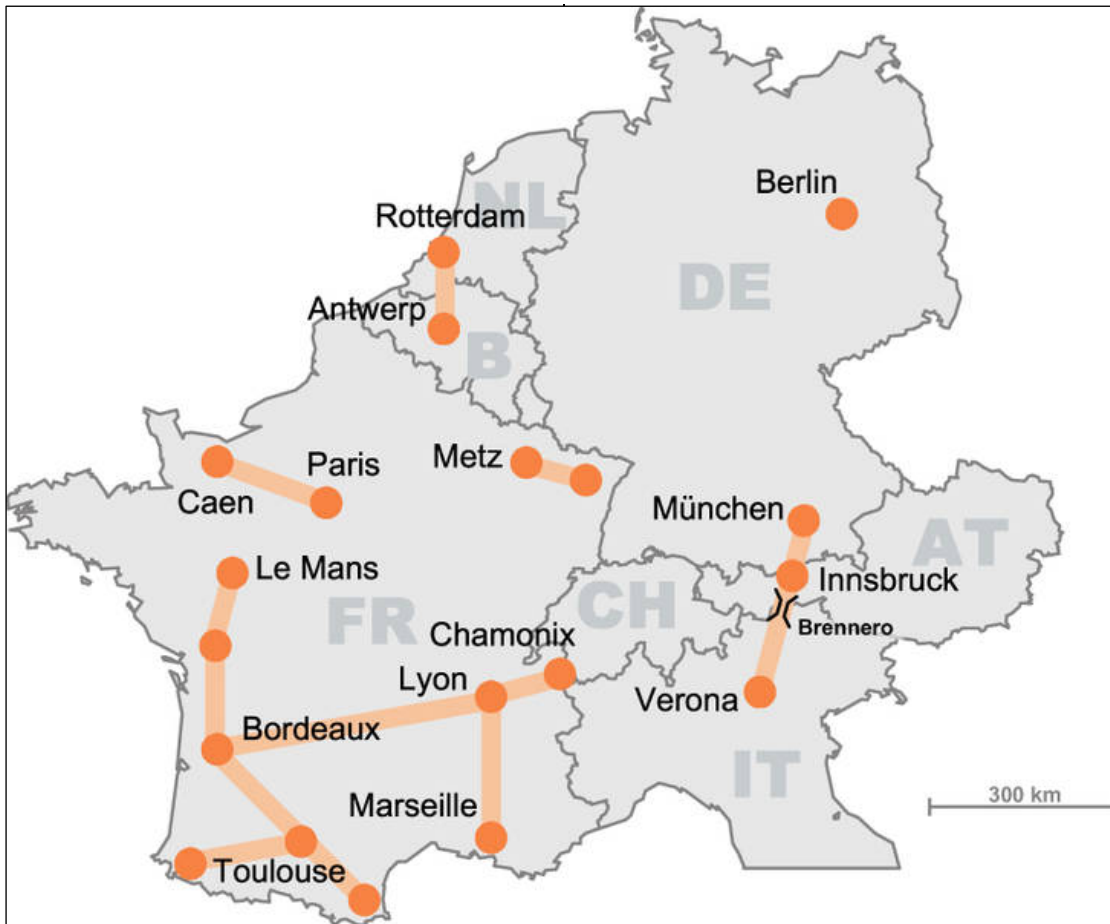 Berlin
NL
Rotterdam
DE
Antwerp
B
Metz
Paris
Caen
München
AT
Le Mans
Innsbruck
FR
CH
Brennero
Chamonix
Lyon
Verona
Bordeaux
IT
300 km
Marseille
Toulouse